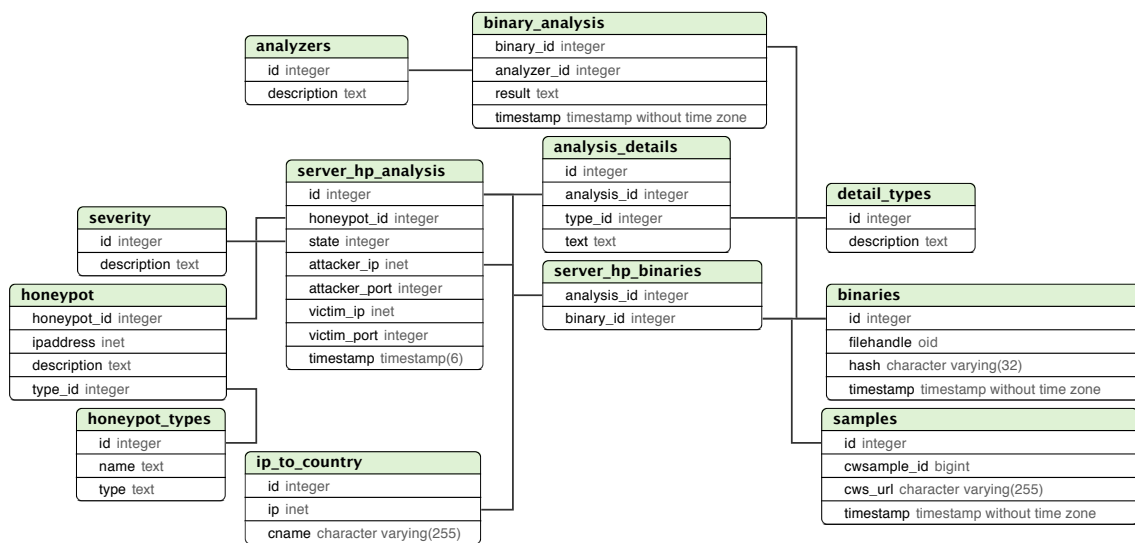 binary_analysis
binary_id integer
analyzer_id integer
result text
timestamp timestamp without time zone
analyzers
id integer
description text
analysis_details
id integer
analysis_id integer
type_id integer
text text
server_hp_analysis
id integer
honeypot_id integer
state integer
attacker_ip inet
attacker_port integer
victim_ip inet
victim_port integer
timestamp timestamp(6)
detail_types
id integer
description text
severity
id integer
description text
server_hp_binaries
analysis_id integer
binary_id integer
honeypot
honeypot_id integer
ipaddress inet
description text
type_id integer
binaries
id integer
filehandle oid
hash character varying(32)
timestamp timestamp without time zone
honeypot_types
id integer
name text
type text
samples
id integer
cwsample_id bigint
cws_url character varying(255)
timestamp timestamp without time zone
ip_to_country
id integer
ip inet
cname character varying(255)